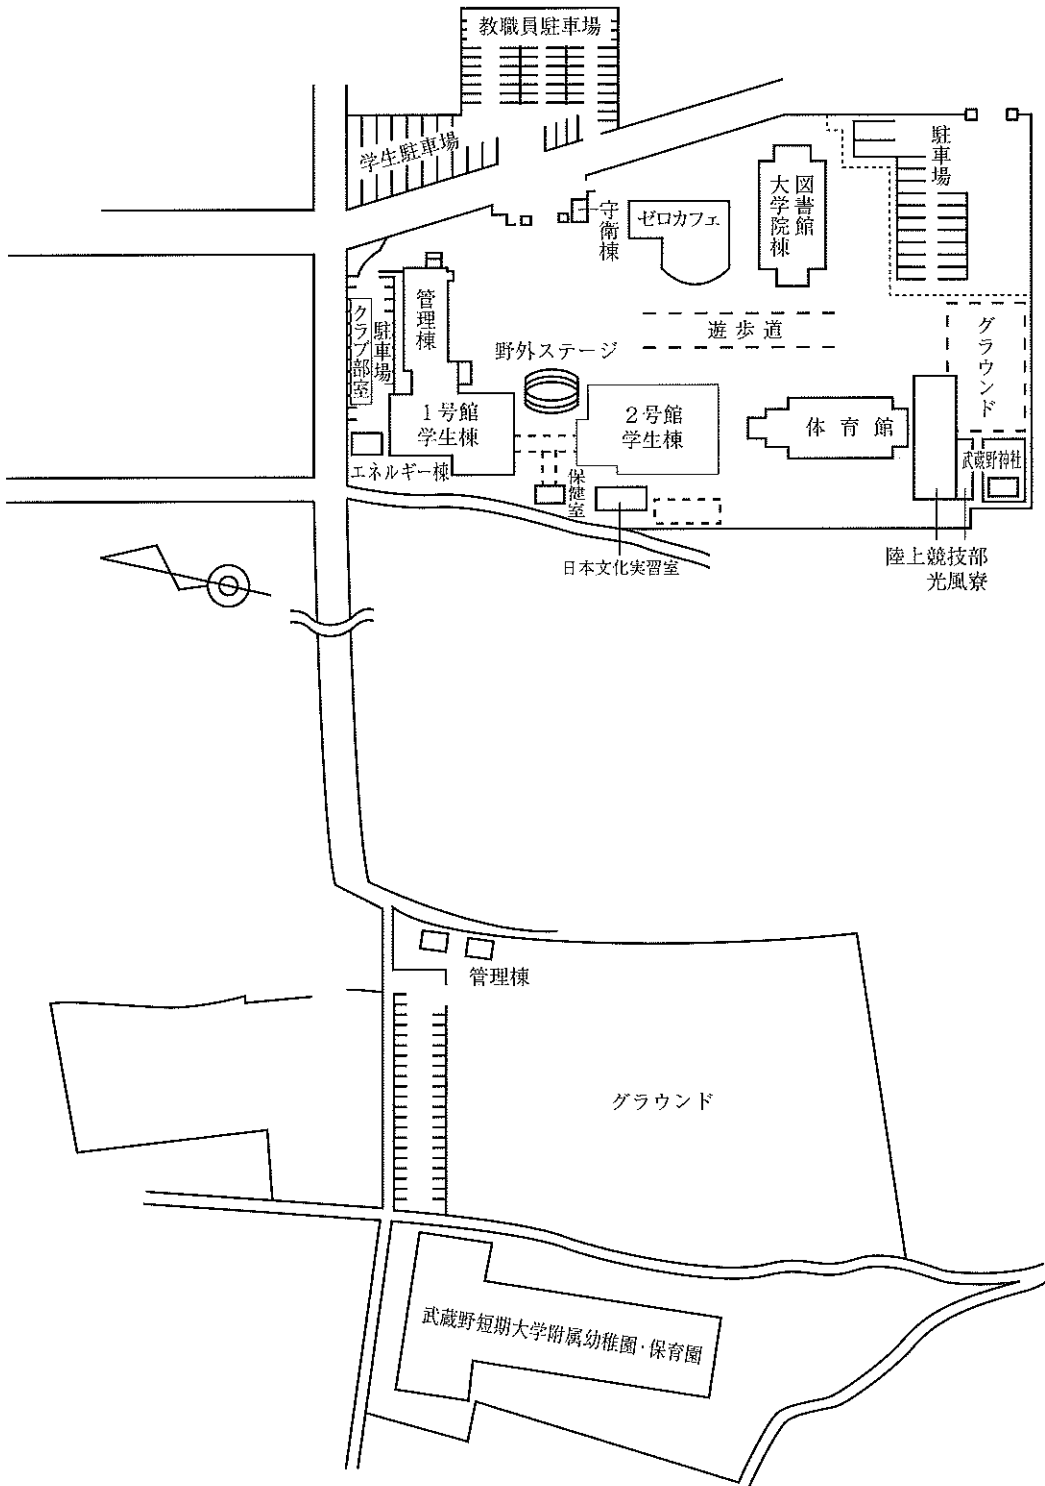 教職員駐車場
学生駐車場
駐車場
図書館
大学院棟
守衛棟
ゼロカフェ
管理棟
駐車場
クラブ部室
遊歩道
グラウンド
野外ステージ
1号館
学生棟
2号館
学生棟
体育館
エネルギー棟
保健室
武蔵野神社
日本文化実習室
陸上競技部
光風寮
管理棟
グラウンド
武蔵野短期大学附属幼稚園・保育園